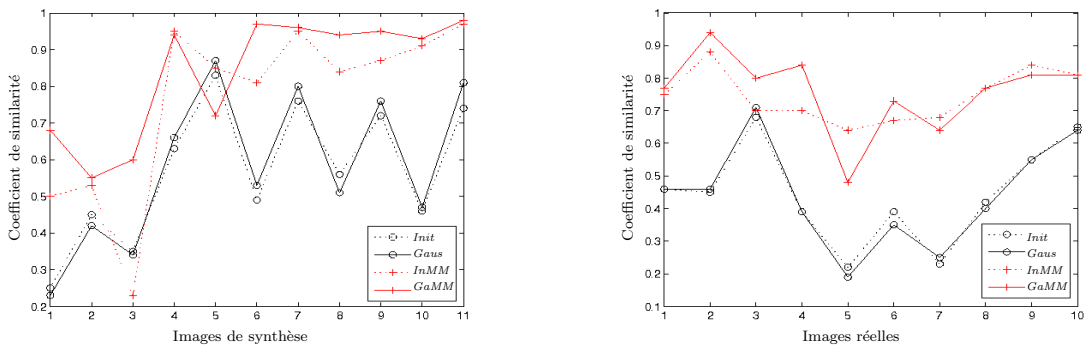 Coefficient de similarité
1
0.9
0.8
0.7
0.6
0.5
0.4
0.3
0.2
1 2 3 4 5 6 7 8 9 10 11
Images de synthèse
Init
Gaus
InMM
GaMM
Coefficient de similarité
1
0.9
0.8
0.7
0.6
0.5
0.4
0.3
0.2
0.1
1 2 3 4 5 6 7 8 9 10
Images réelles
Init
Gaus
InMM
GaMM